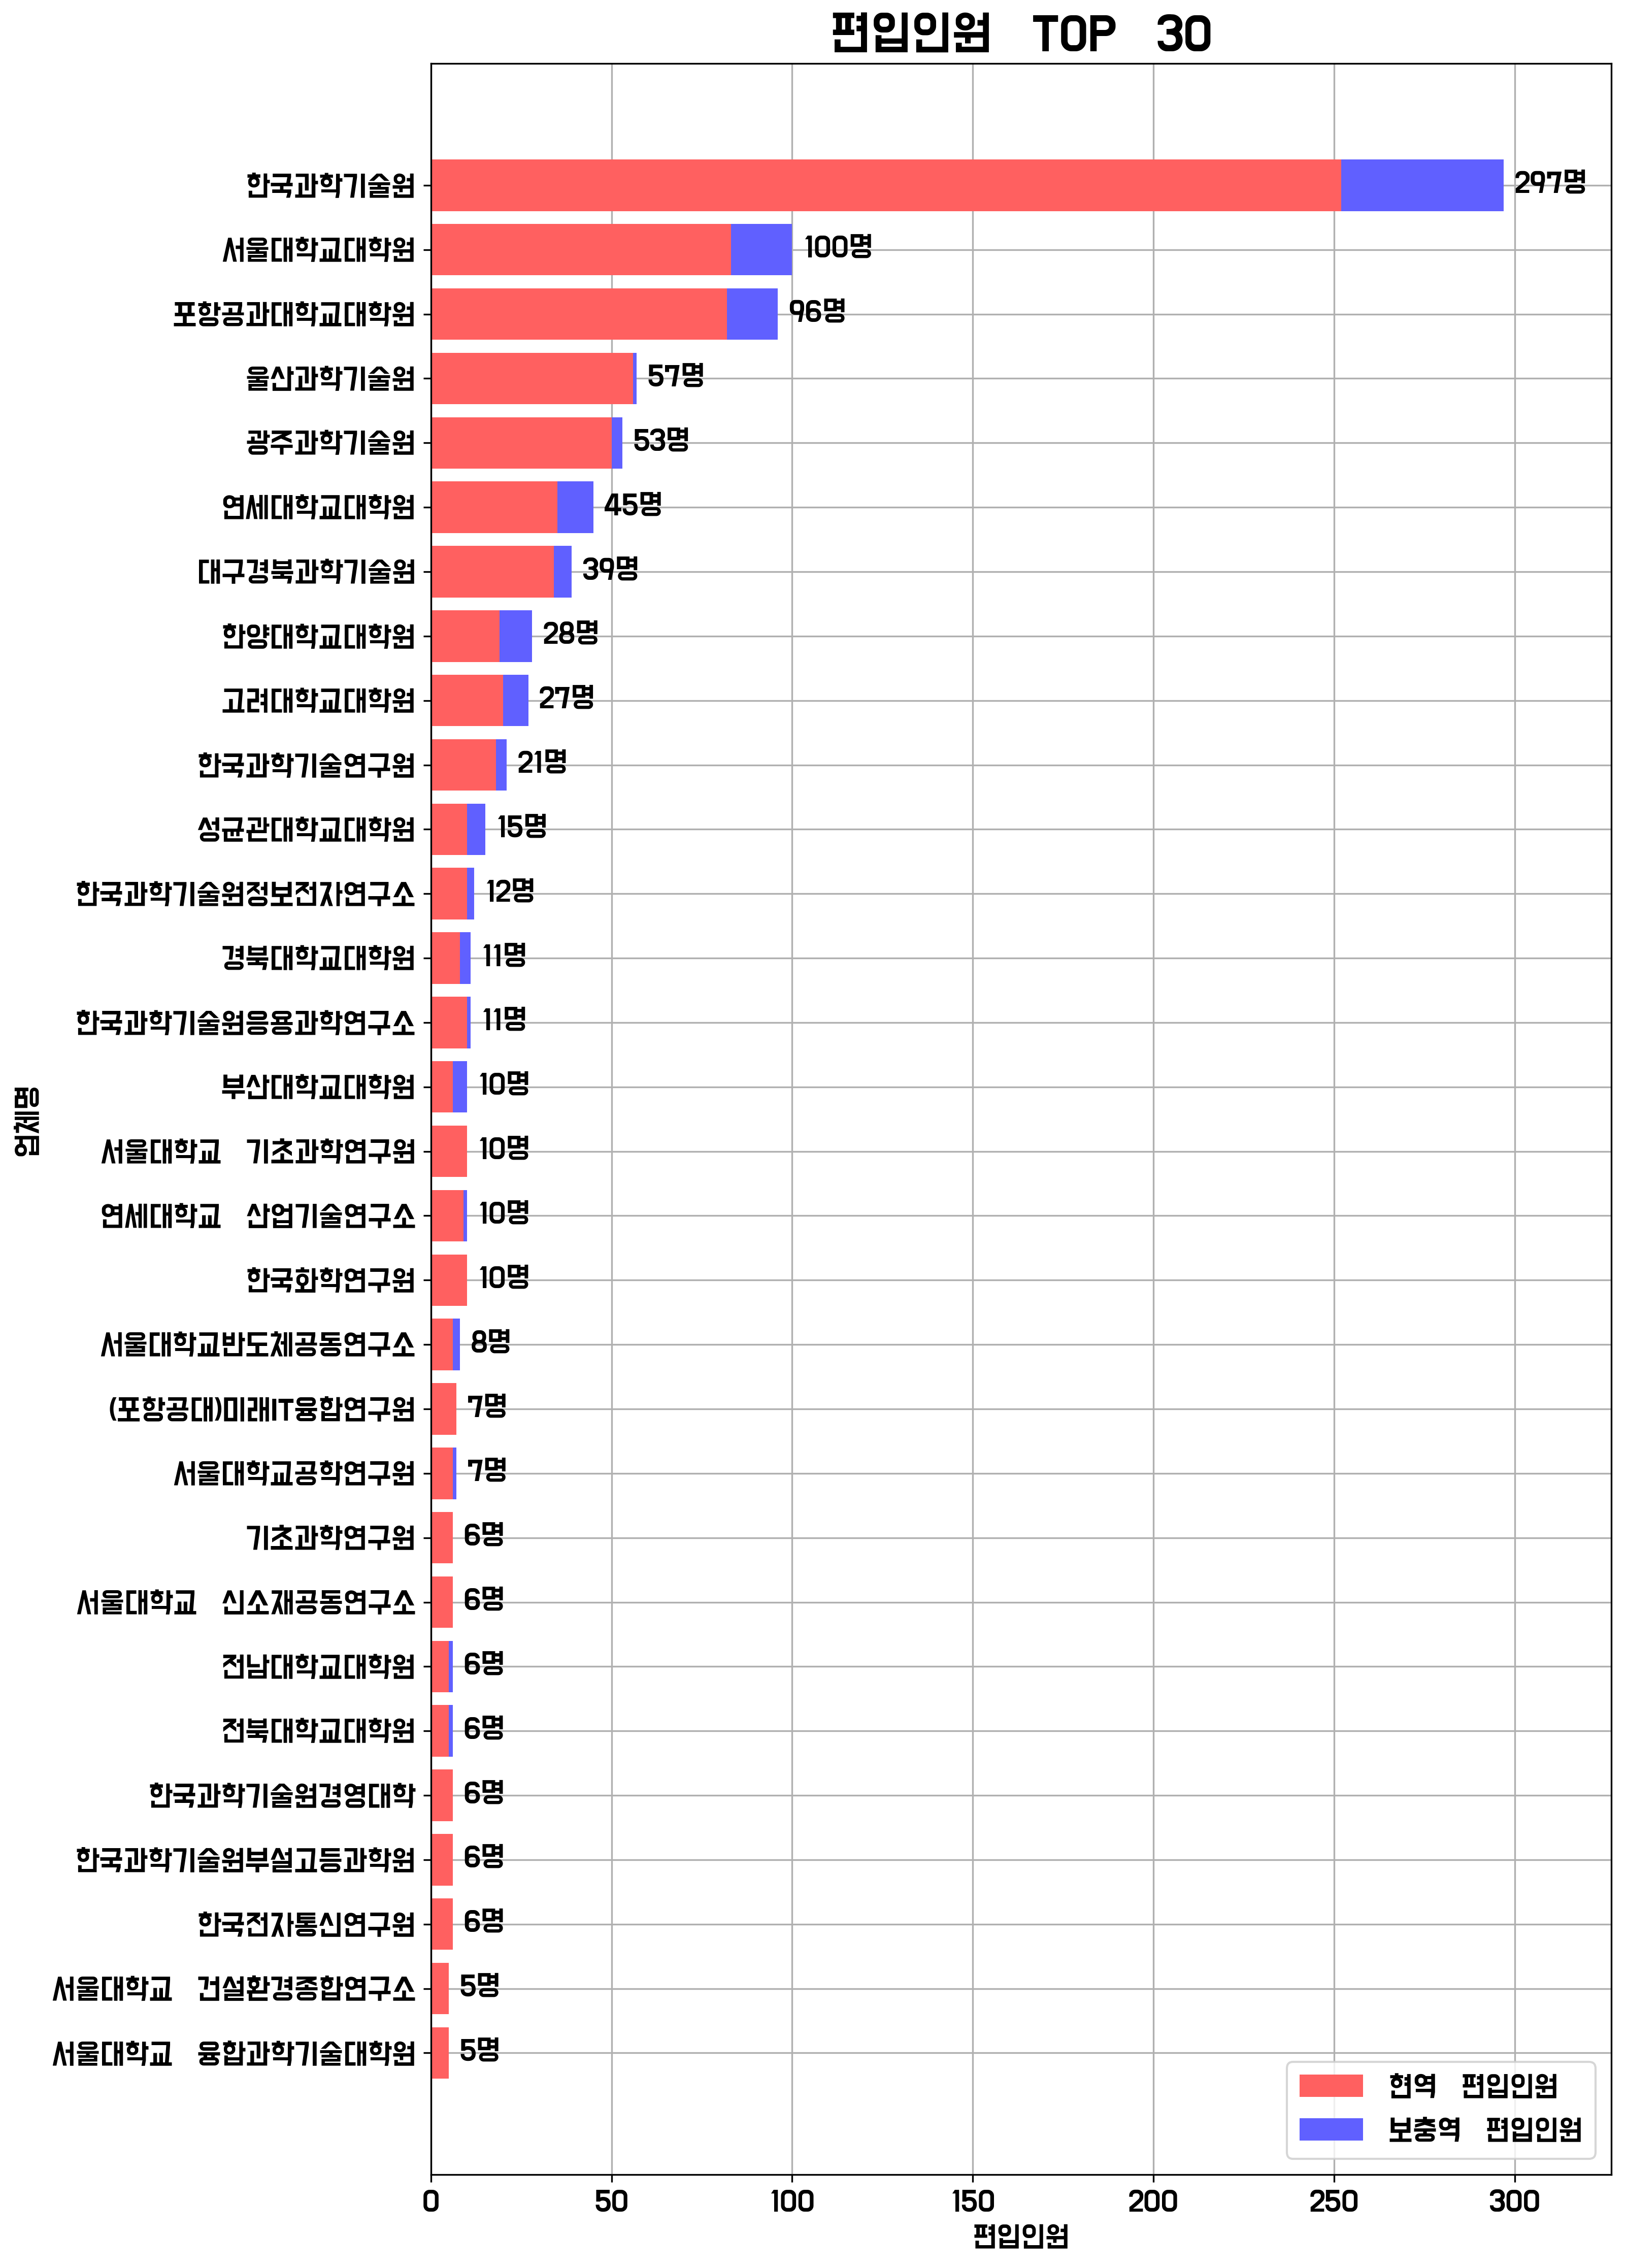 편입인원 TOP 30
한국과학기술원 297명
서울대학교대학원 100명
포항공과대학교대학원 96명
울산과학기술원 57명
광주과학기술원 53명
연세대학교대학원 45명
대구경북과학기술원 39명
한양대학교대학원 28명
고려대학교대학원 27명
한국과학기술연구원 21명
성균관대학교대학원 15명
한국과학기술원정보전자연구소 12명
경북대학교대학원 11명
한국과학기술원응용과학연구소 11명
부산대학교대학원 10명
서울대학교 기초과학연구원 10명
연세대학교 산업기술연구소 10명
한국화학연구원 10명
서울대학교반도체공동연구소 8명
(포항공대)미래IT융합연구원 7명
서울대학교공학연구원 7명
기초과학연구원 6명
서울대학교 신소재공동연구소 6명
전남대학교대학원 6명
전북대학교대학원 6명
한국과학기술원경영대학 6명
한국과학기술원부설고등과학원 6명
한국전자통신연구원 6명
서울대학교 건설환경종합연구소 5명
서울대학교 융합과학기술대학원 5명
업체명
현역 편입인원
보충역 편입인원
0 50 100 150 200 250 300
편입인원